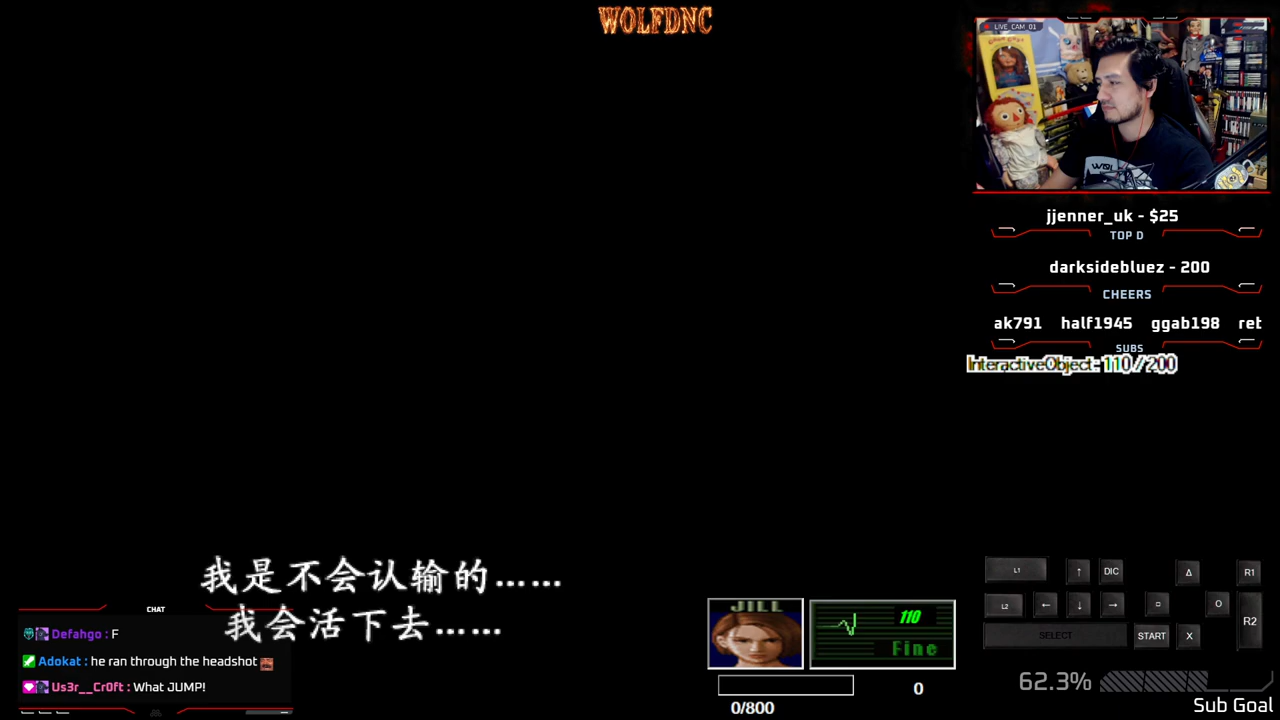 WOLFDNC
LIVE CAM_01
jjenner_uk - $25
TOP D
darksidebluez - 200
CHEERS
ak791 half1945 ggab198 ret
SUBS
InteractiveObject: 110/200
我是不会认输的……
我会活下去……
CHAT
Defahgo : F
Adokat : he ran through the headshot
Us3r__Cr0ft : What JUMP!
JILL
110
Fine
0
0/800
L1 ↑ DIC Δ R1
L2 ← ↓ → □ O R2
SELECT START X
62.3%
Sub Goal